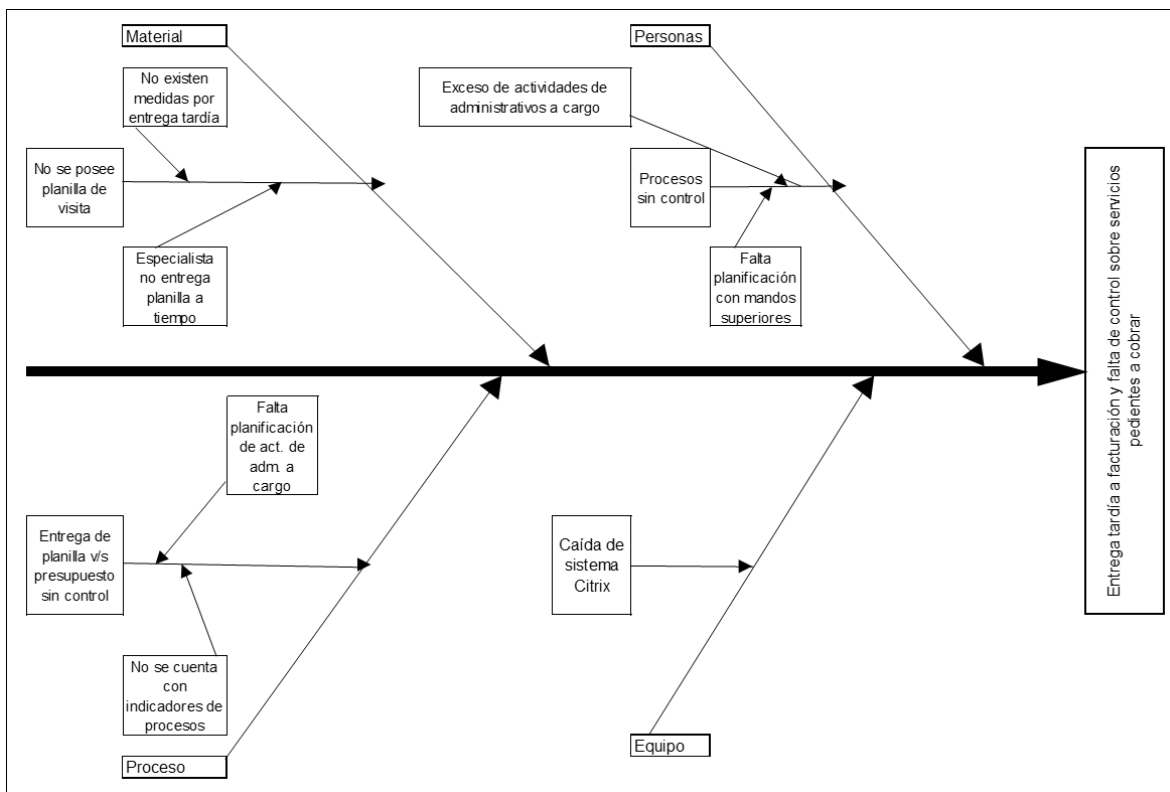 Material
Personas
No existen
medidas por
entrega tardía
Exceso de actividades de
administrativos a cargo
No se posee
planilla de
visita
Procesos
sin control
Especialista
no entrega
planilla a
tiempo
Falta
planificación
con mandos
superiores
Entrega tardía a facturación y falta de control sobre servicios
pedientes a cobrar
Falta
planificación
de act. de
adm. a
cargo
Entrega de
planilla v/s
presupuesto
sin control
Caída de
sistema
Citrix
No se cuenta
con
indicadores de
procesos
Equipo
Proceso